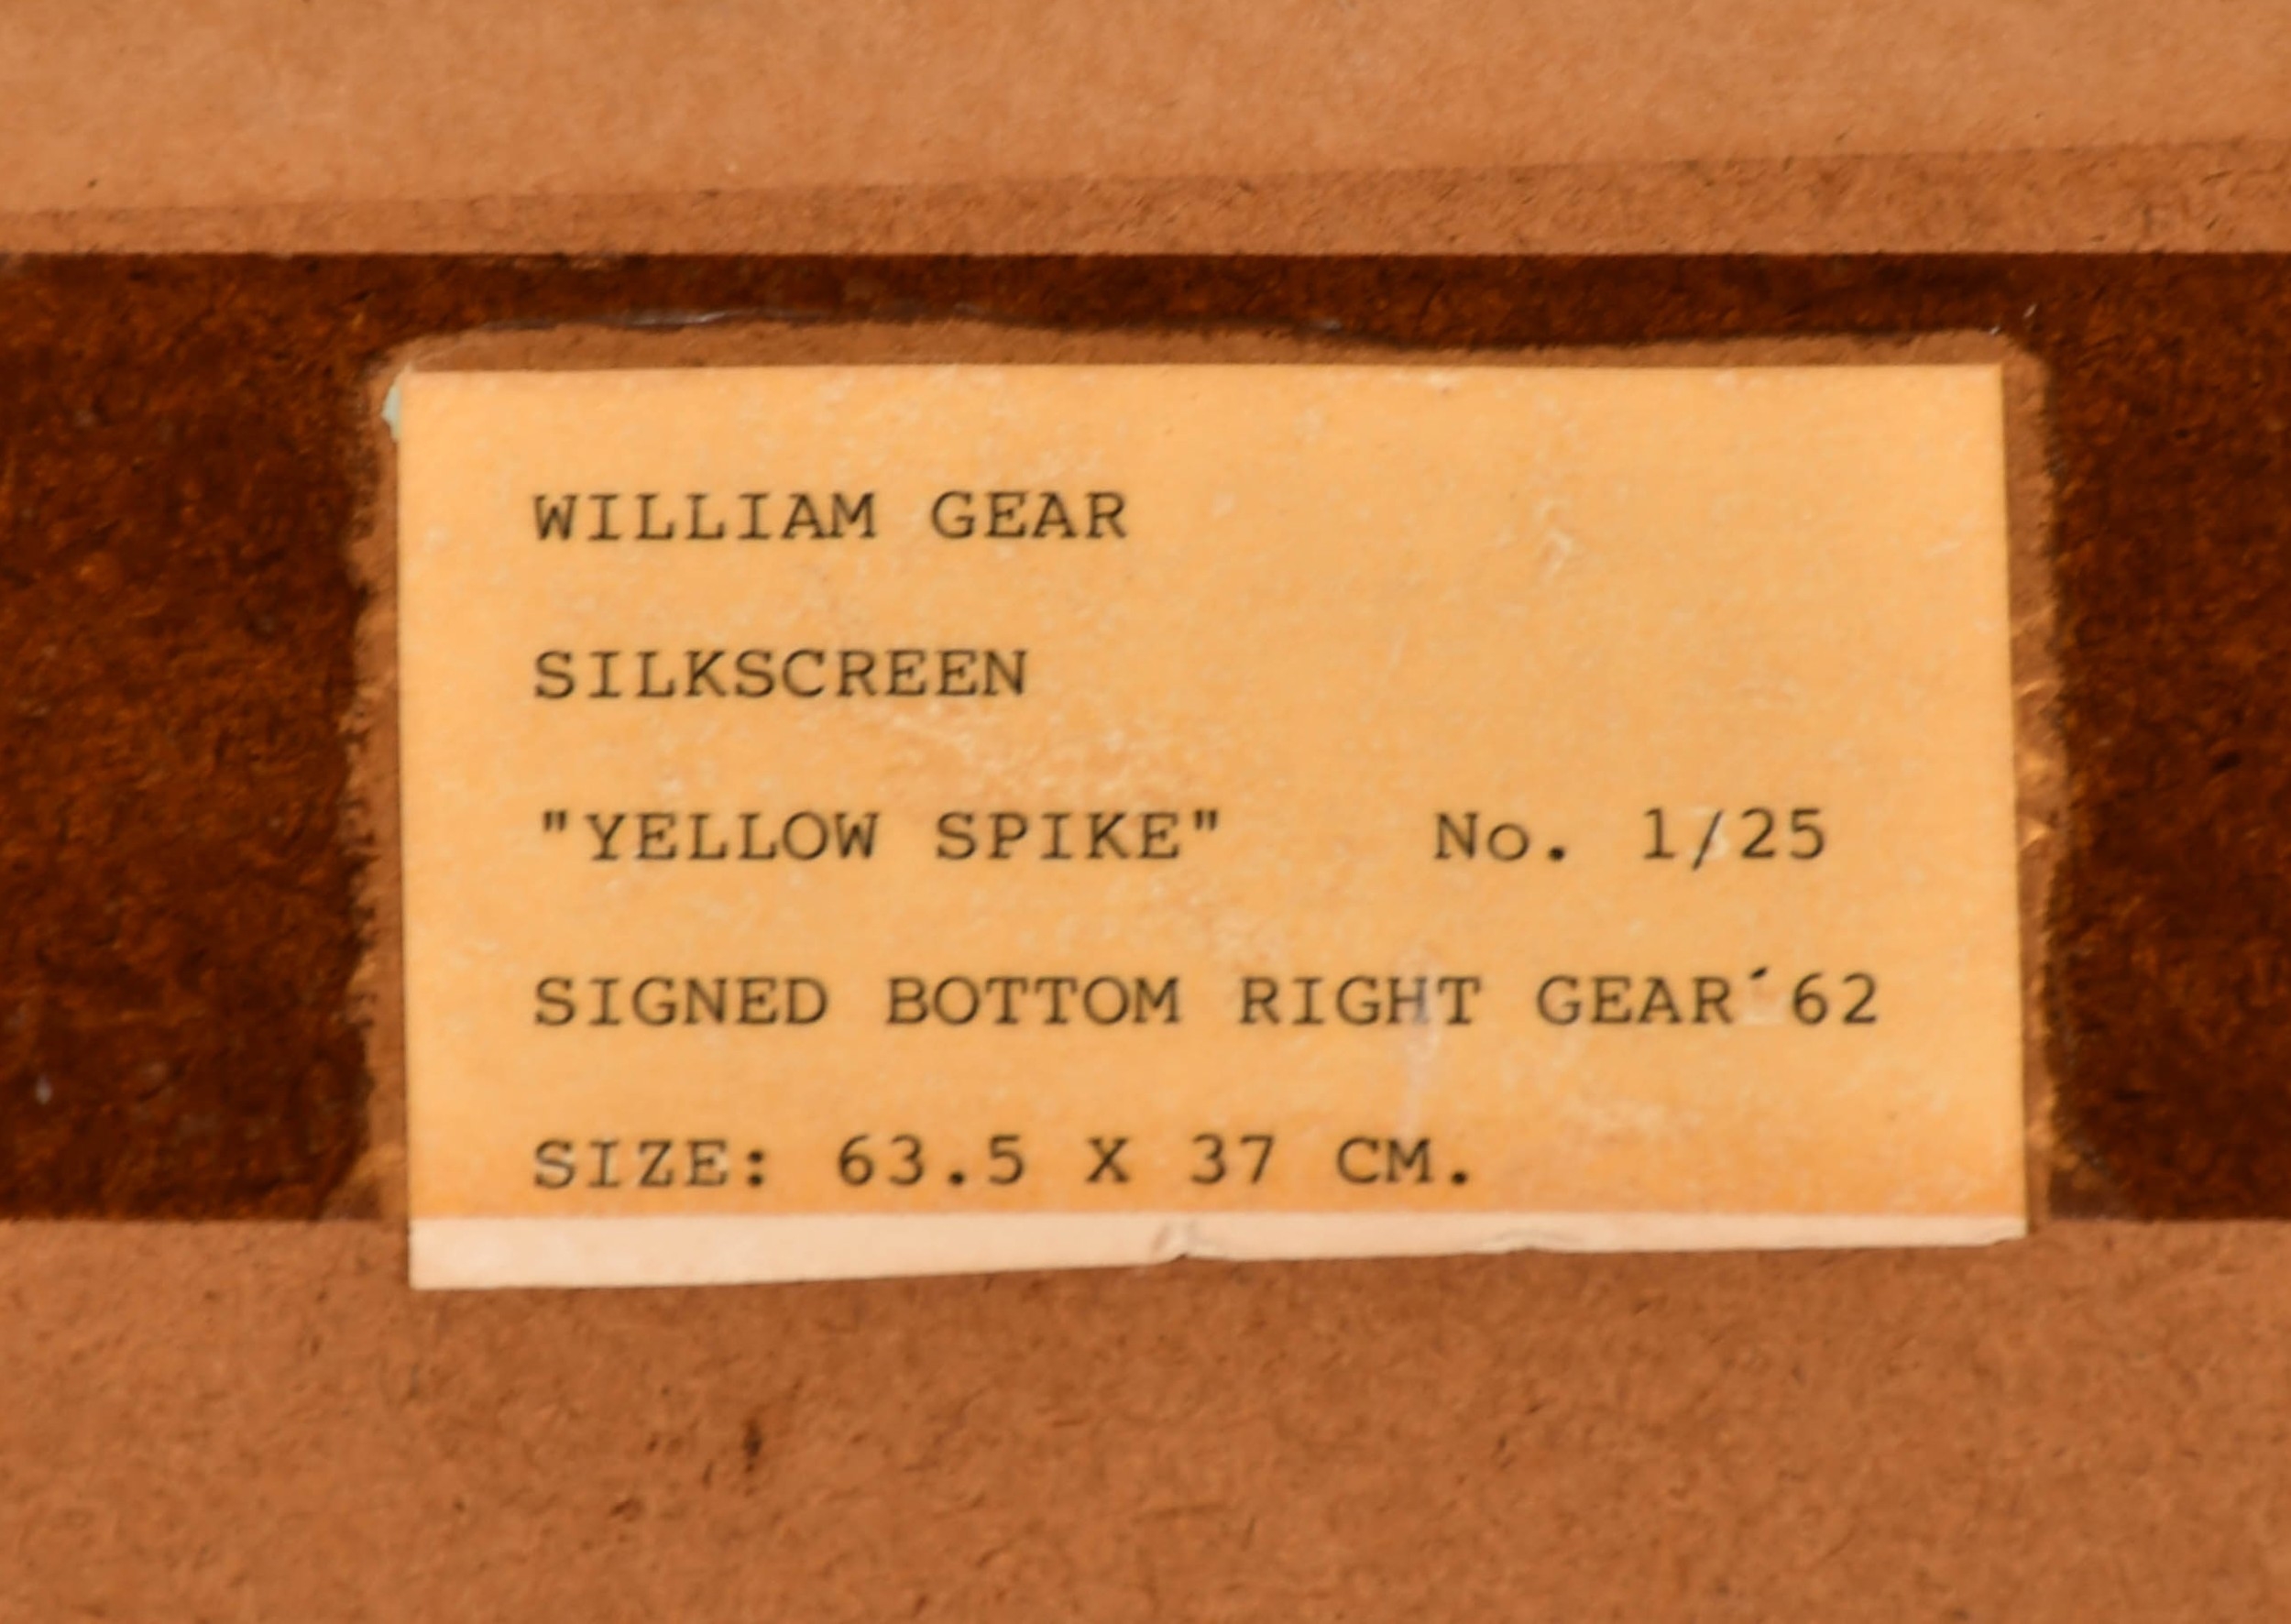 WILLIAM GEAR
SILKSCREEN
"YELLOW SPIKE" No. 1/25
SIGNED BOTTOM RIGHT GEAR´62
SIZE: 63.5 X 37 CM.